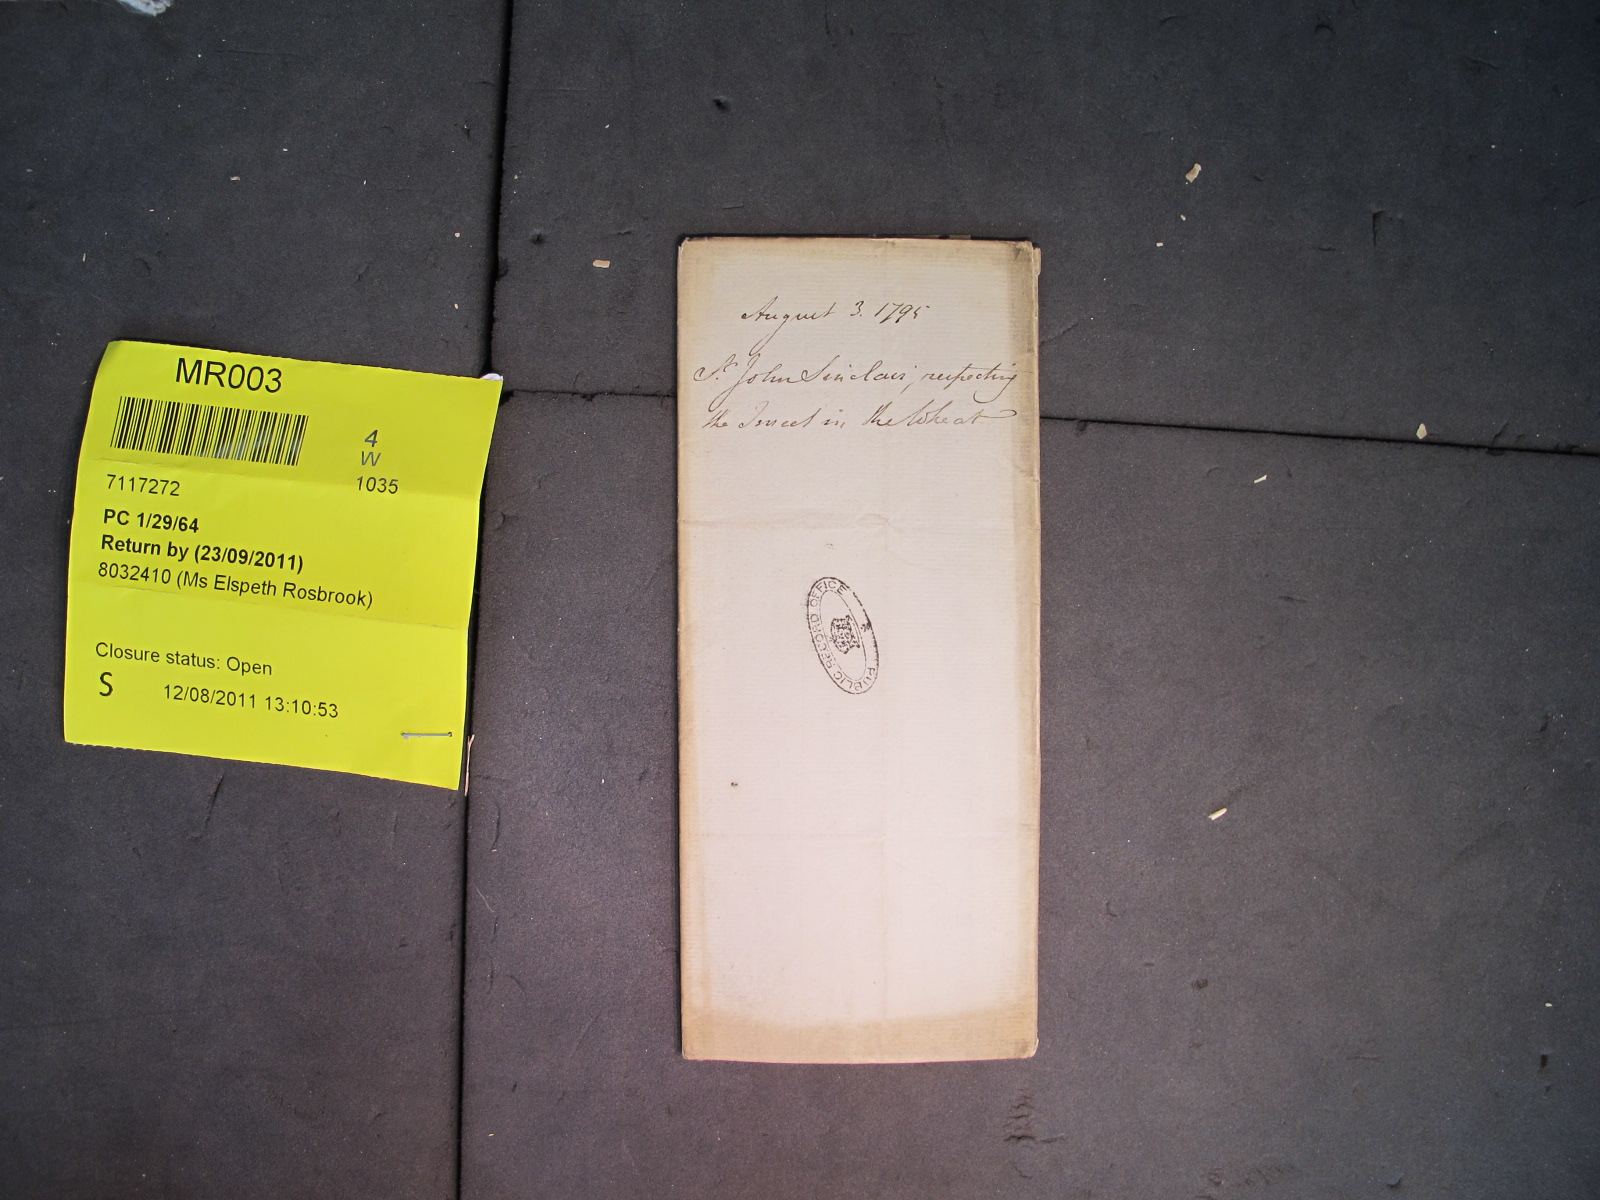 MR003
4
W
7117272 1035
PC 1/29/64
Return by (23/09/2011)
8032410 (Ms Elspeth Rosbrook)
Closure status: Open
S 12/08/2011 13:10:53
August 3. 1795
Sr. John Sinclair, respecting
the Insect in the Wheat
PUBLIC RECORD OFFICE